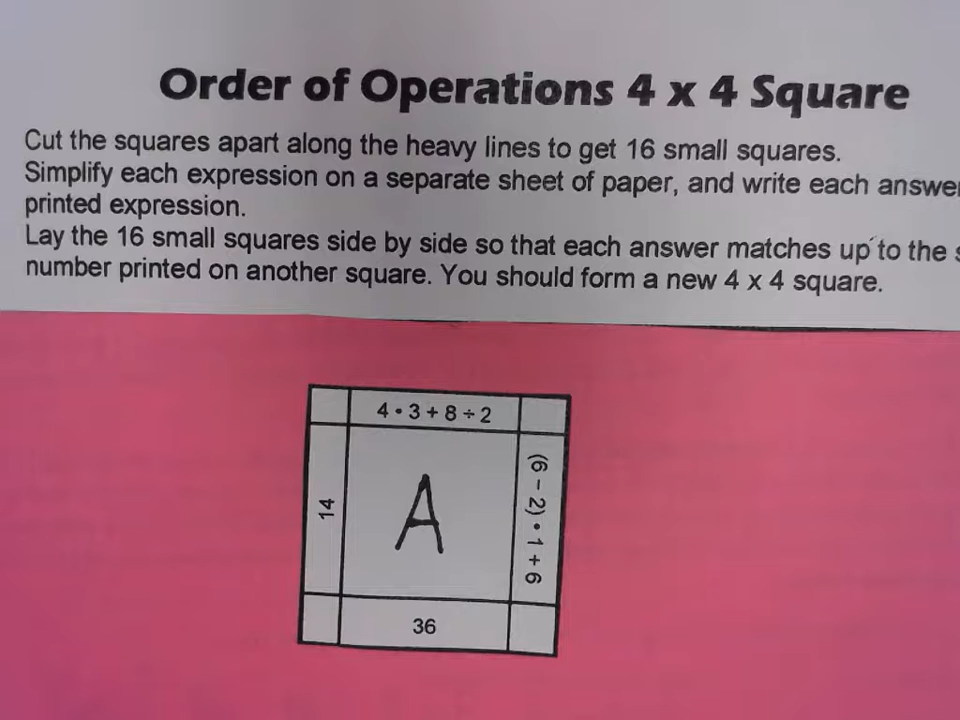 Order of Operations 4 x 4 Square
Cut the squares apart along the heavy lines to get 16 small squares.
Simplify each expression on a separate sheet of paper, and write each
printed expression.
Lay the 16 small squares side by side so that each answer matches up to the
number printed on another square. You should form a new 4 x 4 square.
4 • 3 + 8 ÷ 2
14
A
(6 − 2) • 1 + 6
36